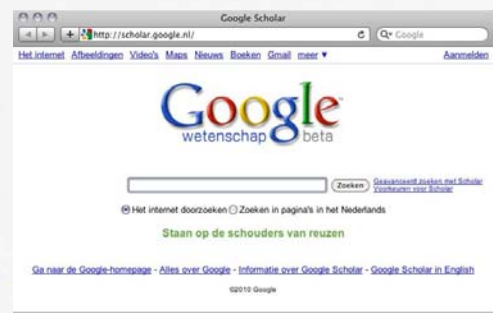 Google Scholar
http://scholar.google.nl/
Google
Het internet Afbeeldingen Video's Maps Nieuws Boeken Gmail meer ▼ Aanmelden
Google
wetenschap beta
Zoeken
Geavanceerd zoeken met Scholar
Voorkeuren voor Scholar
Het internet doorzoeken Zoeken in pagina's in het Nederlands
Staan op de schouders van reuzen
Ga naar de Google-homepage - Alles over Google - Informatie over Google Scholar - Google Scholar in English
©2010 Google